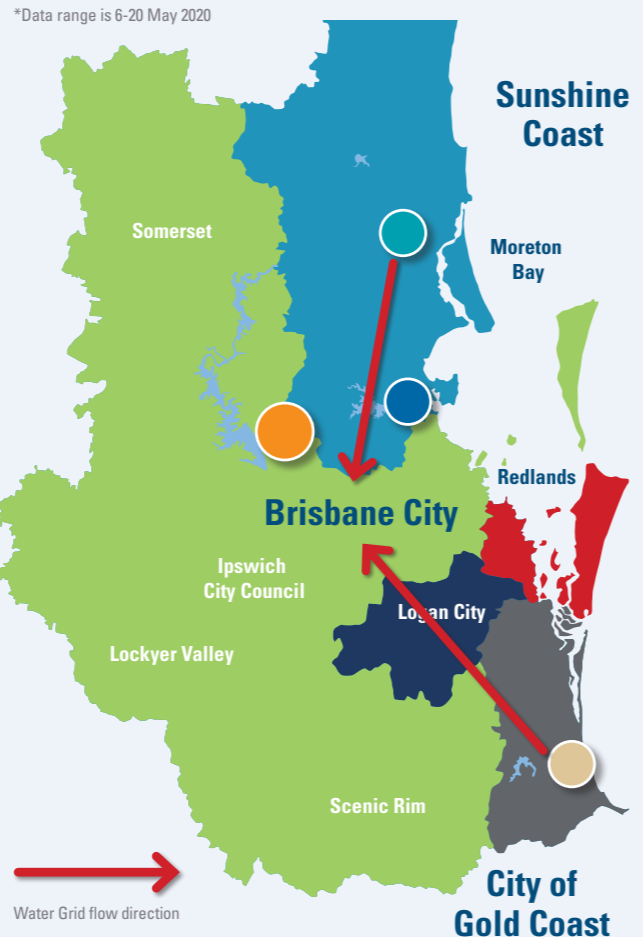 *Data range is 6-20 May 2020
Sunshine
Coast
Somerset
Moreton
Bay
Redlands
Brisbane City
Ipswich
City Council
Logan City
Lockyer Valley
Scenic Rim
Water Grid flow direction
City of
Gold Coast